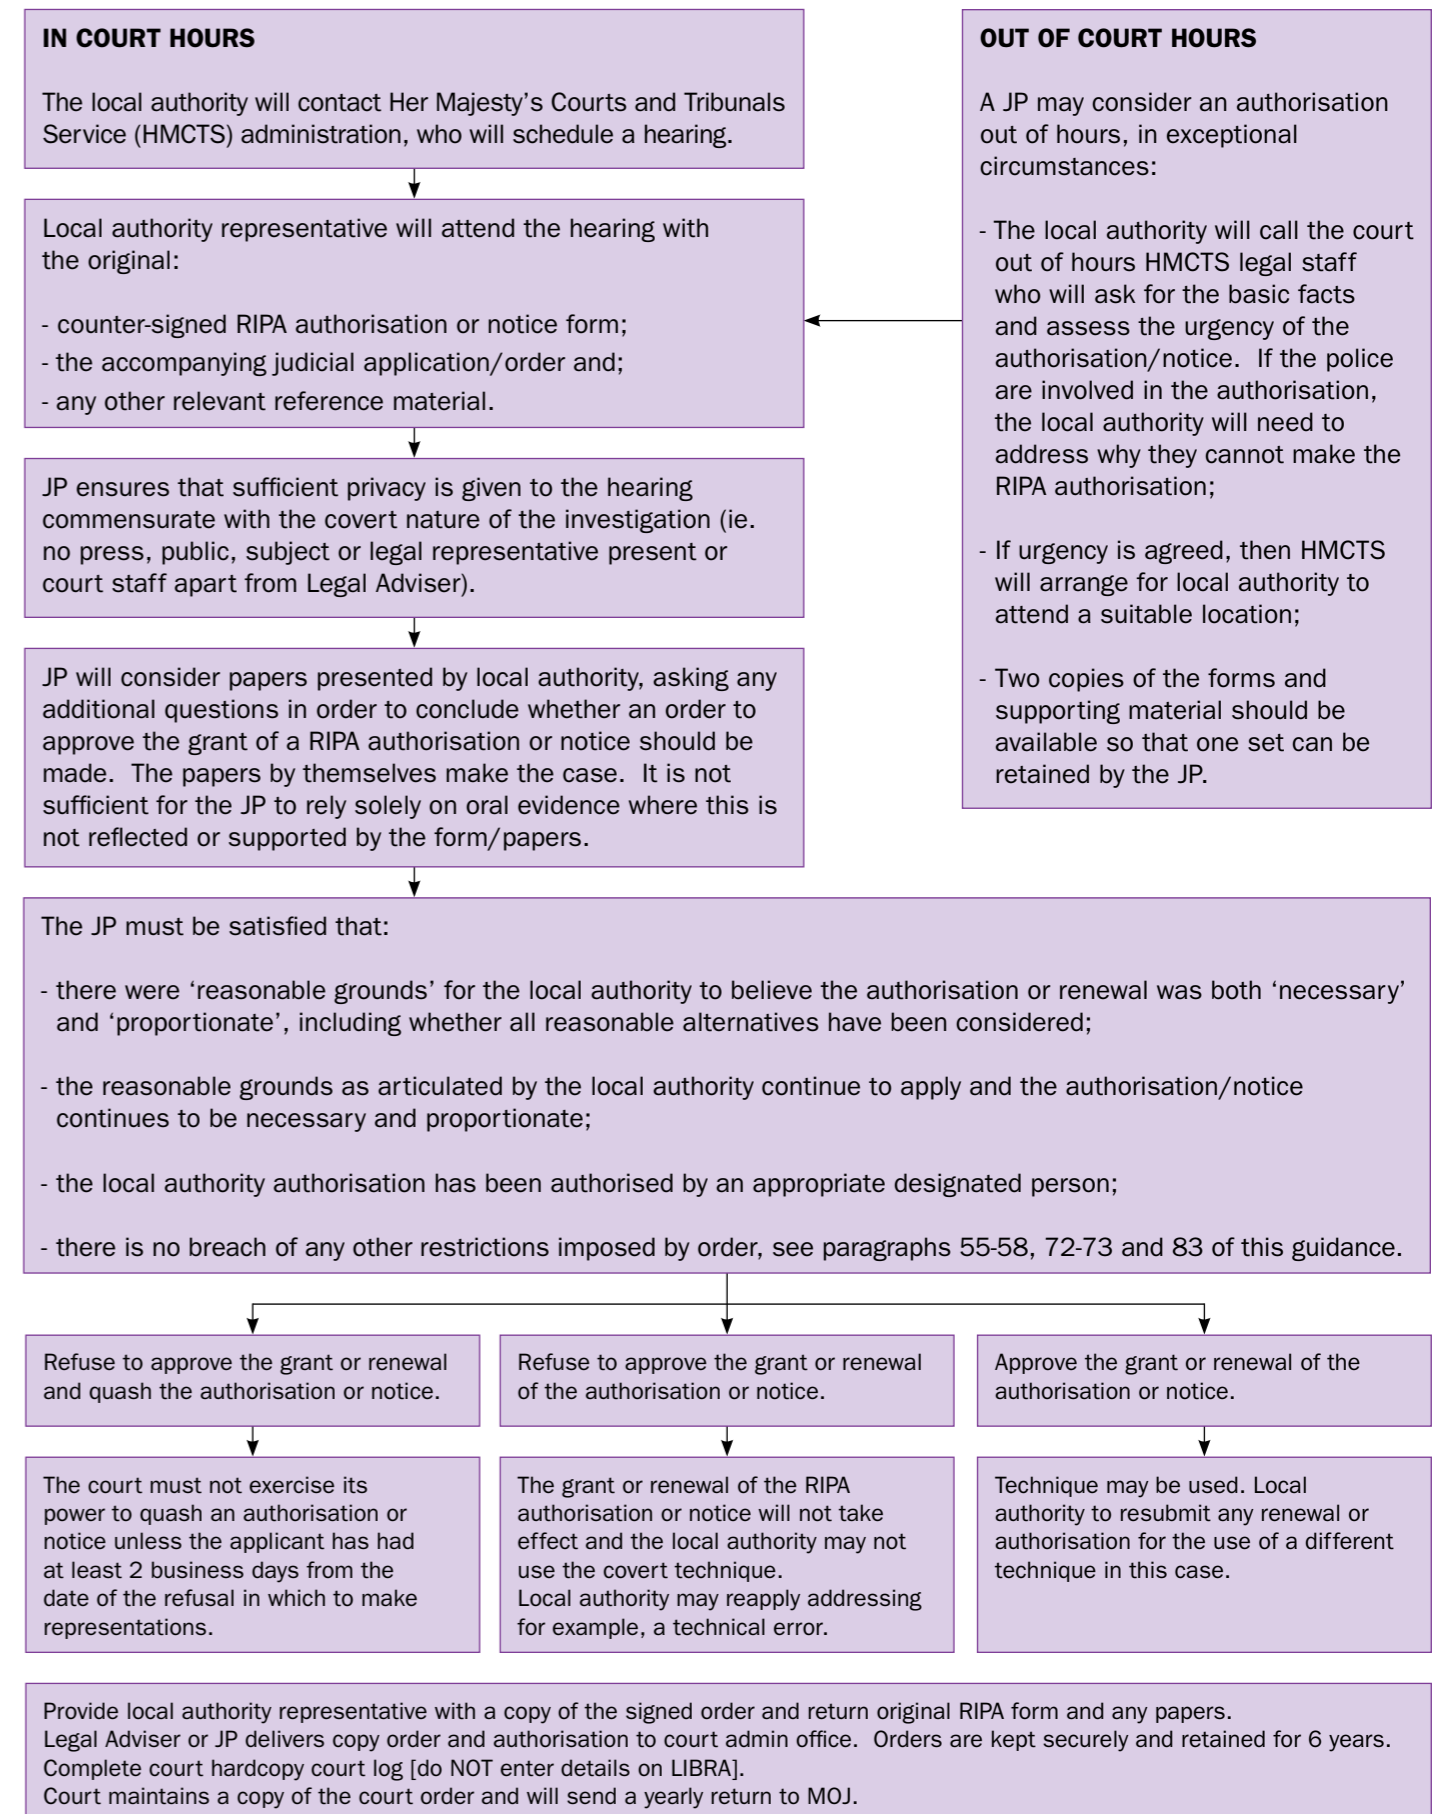 IN COURT HOURS
The local authority will contact Her Majesty's Courts and Tribunals
Service (HMCTS) administration, who will schedule a hearing.
Local authority representative will attend the hearing with
the original:
- counter-signed RIPA authorisation or notice form;
- the accompanying judicial application/order and;
- any other relevant reference material.
JP ensures that sufficient privacy is given to the hearing
commensurate with the covert nature of the investigation (ie.
no press, public, subject or legal representative present or
court staff apart from Legal Adviser).
JP will consider papers presented by local authority, asking any
additional questions in order to conclude whether an order to
approve the grant of a RIPA authorisation or notice should be
made.  The papers by themselves make the case.  It is not
sufficient for the JP to rely solely on oral evidence where this is
not reflected or supported by the form/papers.
OUT OF COURT HOURS
A JP may consider an authorisation
out of hours, in exceptional
circumstances:
- The local authority will call the court
out of hours HMCTS legal staff
who will ask for the basic facts
and assess the urgency of the
authorisation/notice.  If the police
are involved in the authorisation,
the local authority will need to
address why they cannot make the
RIPA authorisation;
- If urgency is agreed, then HMCTS
will arrange for local authority to
attend a suitable location;
- Two copies of the forms and
supporting material should be
available so that one set can be
retained by the JP.
The JP must be satisfied that:
- there were 'reasonable grounds' for the local authority to believe the authorisation or renewal was both 'necessary'
and 'proportionate', including whether all reasonable alternatives have been considered;
- the reasonable grounds as articulated by the local authority continue to apply and the authorisation/notice
continues to be necessary and proportionate;
- the local authority authorisation has been authorised by an appropriate designated person;
- there is no breach of any other restrictions imposed by order, see paragraphs 55-58, 72-73 and 83 of this guidance.
Refuse to approve the grant or renewal
and quash the authorisation or notice.
Refuse to approve the grant or renewal
of the authorisation or notice.
Approve the grant or renewal of the
authorisation or notice.
The court must not exercise its
power to quash an authorisation or
notice unless the applicant has had
at least 2 business days from the
date of the refusal in which to make
representations.
The grant or renewal of the RIPA
authorisation or notice will not take
effect and the local authority may not
use the covert technique.
Local authority may reapply addressing
for example, a technical error.
Technique may be used. Local
authority to resubmit any renewal or
authorisation for the use of a different
technique in this case.
Provide local authority representative with a copy of the signed order and return original RIPA form and any papers.
Legal Adviser or JP delivers copy order and authorisation to court admin office.  Orders are kept securely and retained for 6 years.
Complete court hardcopy court log [do NOT enter details on LIBRA].
Court maintains a copy of the court order and will send a yearly return to MOJ.